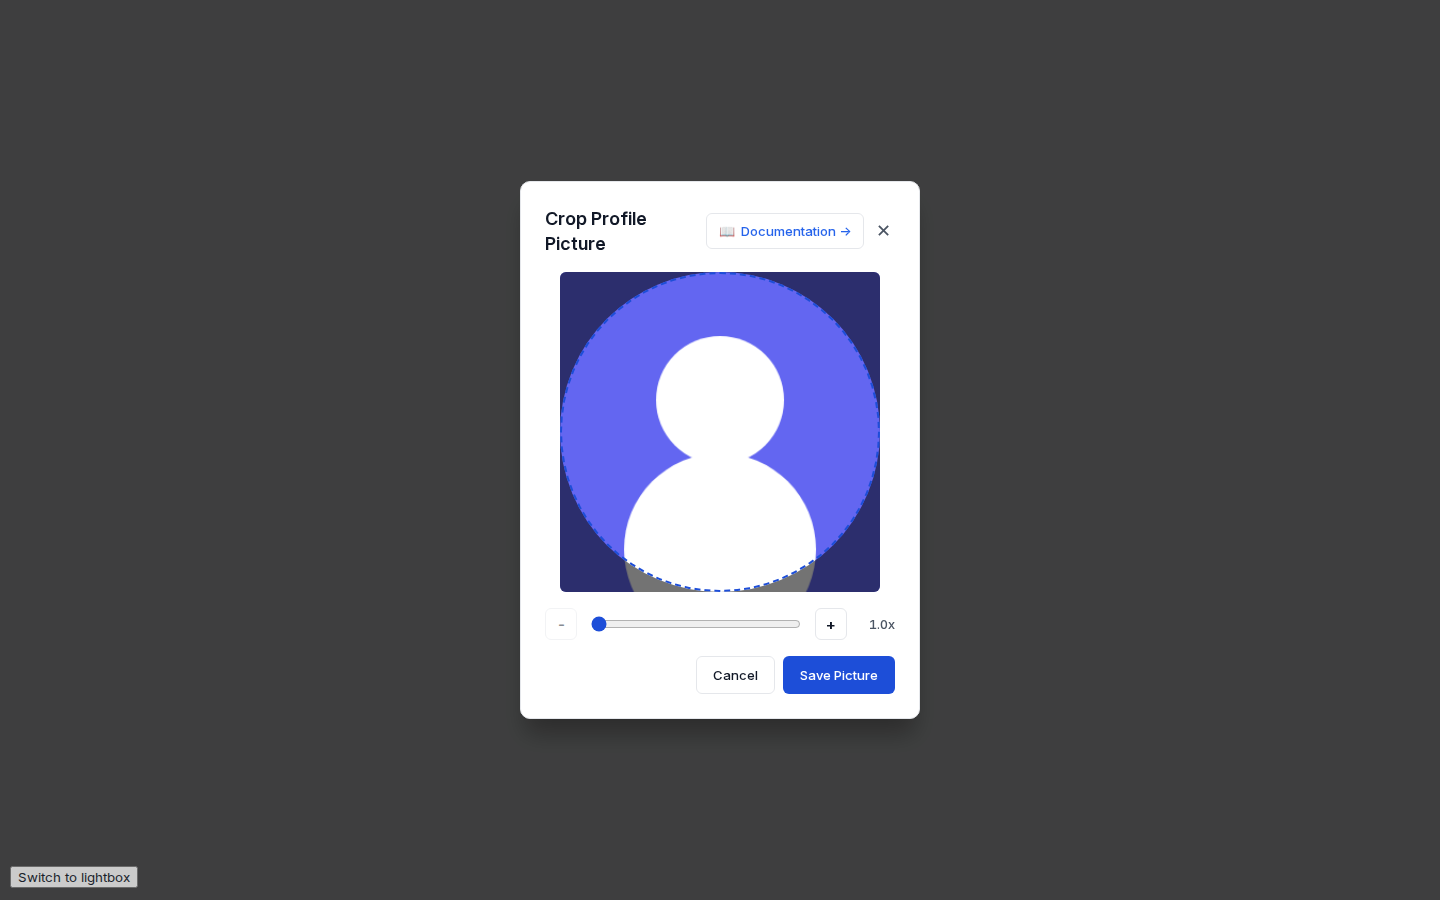 Crop Profile
Picture
📖 Documentation →
✕
-
+
1.0x
Cancel
Save Picture
Switch to lightbox